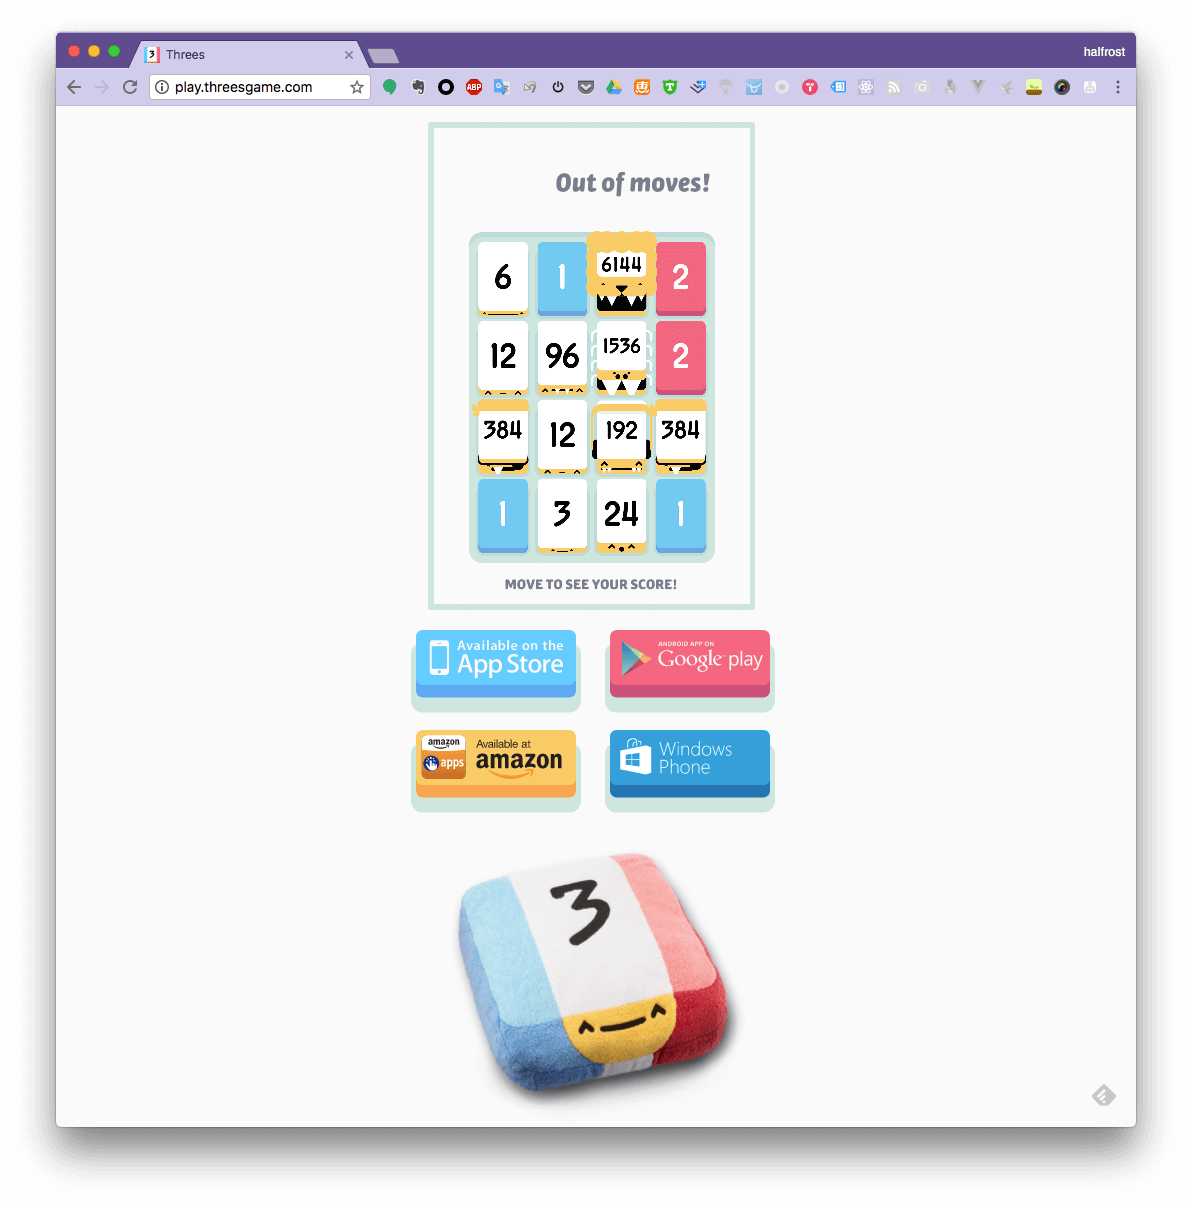 3 Threes
halfrost
play.threesgame.com
ABP
Out of moves!
6 1 6144 2
12 96 1536 2
384 12 192 384
1 3 24 1
MOVE TO SEE YOUR SCORE!
Available on the
App Store
ANDROID APP ON
Google play
amazon
apps
Available at
amazon
Windows
Phone
3